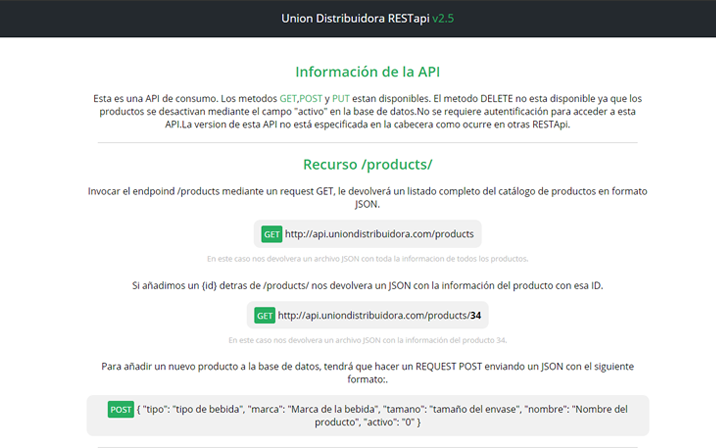 Union Distribuidora RESTapi v2.5
Información de la API
Esta es una API de consumo. Los metodos GET,POST y PUT estan disponibles. El metodo DELETE no esta disponible ya que los
productos se desactivan mediante el campo "activo" en la base de datos.No se requiere autentificación para acceder a esta
API.La version de esta API no está especificada en la cabecera como ocurre en otras RESTApi.
Recurso /products/
Invocar el endpoind /products mediante un request GET, le devolverá un listado completo del catálogo de productos en formato
JSON.
GET http://api.uniondistribuidora.com/products
En este caso nos devolvera un archivo JSON con toda la informacion de todos los productos.
Si añadimos un {id} detras de /products/ nos devolvera un JSON con la información del producto con esa ID.
GET http://api.uniondistribuidora.com/products/34
En este caso nos devolvera un archivo JSON con la información del producto 34.
Para añadir un nuevo producto a la base de datos, tendrá que hacer un REQUEST POST enviando un JSON con el siguiente
formato:.
POST { "tipo": "tipo de bebida", "marca": "Marca de la bebida", "tamano": "tamaño del envase", "nombre": "Nombre del
producto", "activo": "0" }